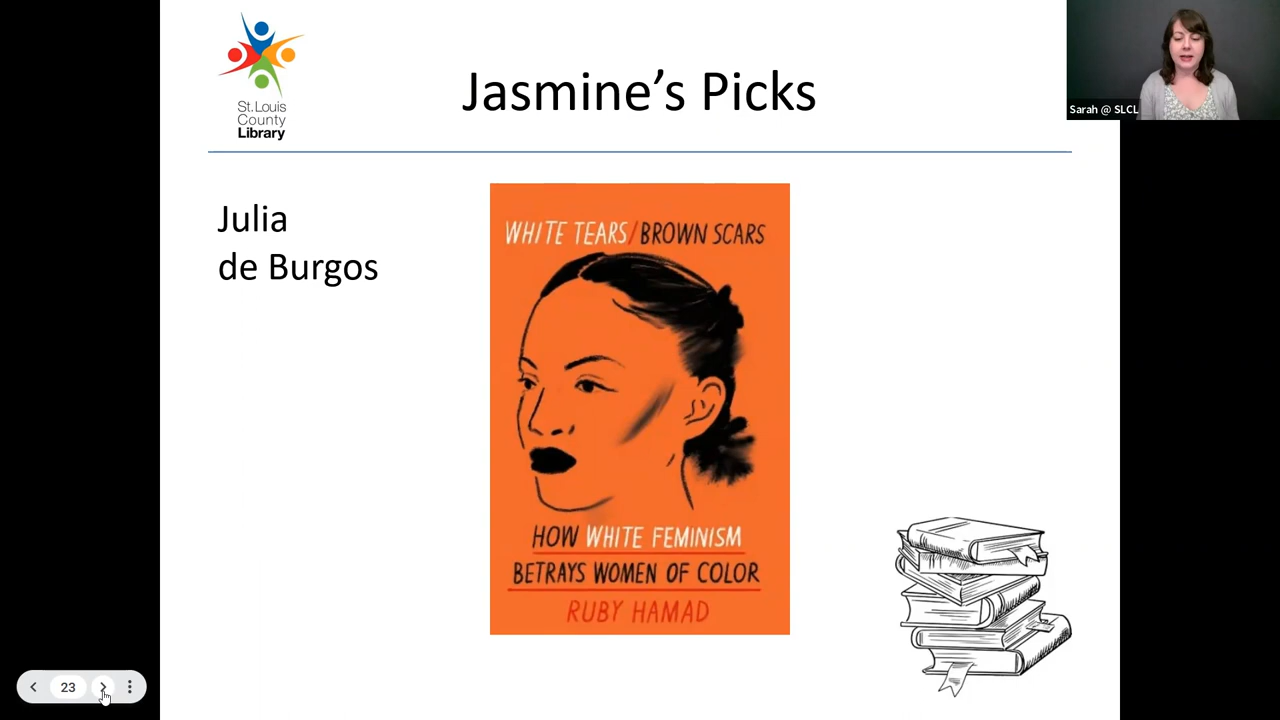 St.Louis
County
Library
Jasmine’s Picks
Sarah @ SLCL
Julia
de Burgos
WHITE TEARS/BROWN SCARS
HOW WHITE FEMINISM
BETRAYS WOMEN OF COLOR
RUBY HAMAD
23